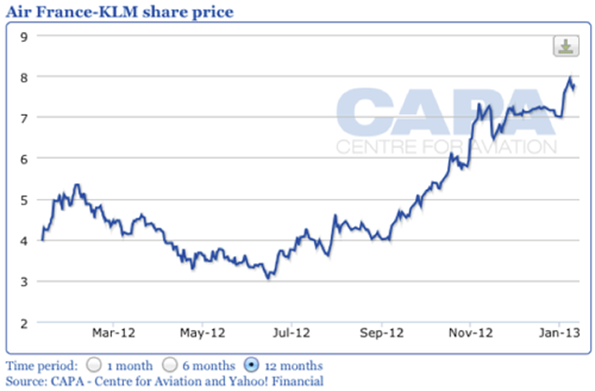 Air France-KLM share price
9
8
7
6
5
4
3
2
CAPA
CENTRE FOR AVIATION
Mar-12 May-12 Jul-12 Sep-12 Nov-12 Jan-13
Time period: 1 month 6 months 12 months
Source: CAPA - Centre for Aviation and Yahoo! Financial